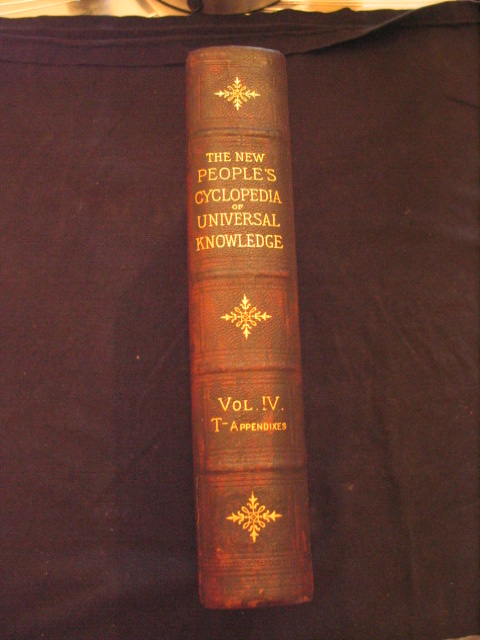 THE NEW
PEOPLE'S
CYCLOPEDIA
OF
UNIVERSAL
KNOWLEDGE
VOL. IV.
T-APPENDIXES